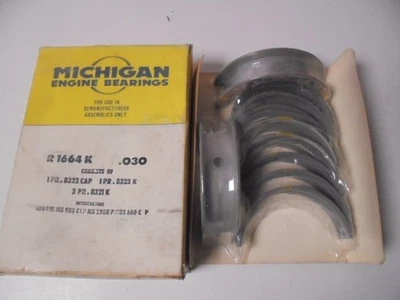 MICHIGAN
ENGINE BEARINGS
FOR USE IN
REMANUFACTURED
ASSEMBLIES ONLY
R 1664 K .030
CONSISTS OF
1 PR. 8322 CAP 1 PR. 8323 K
3 PR. 8321 K
INTERCHANGE